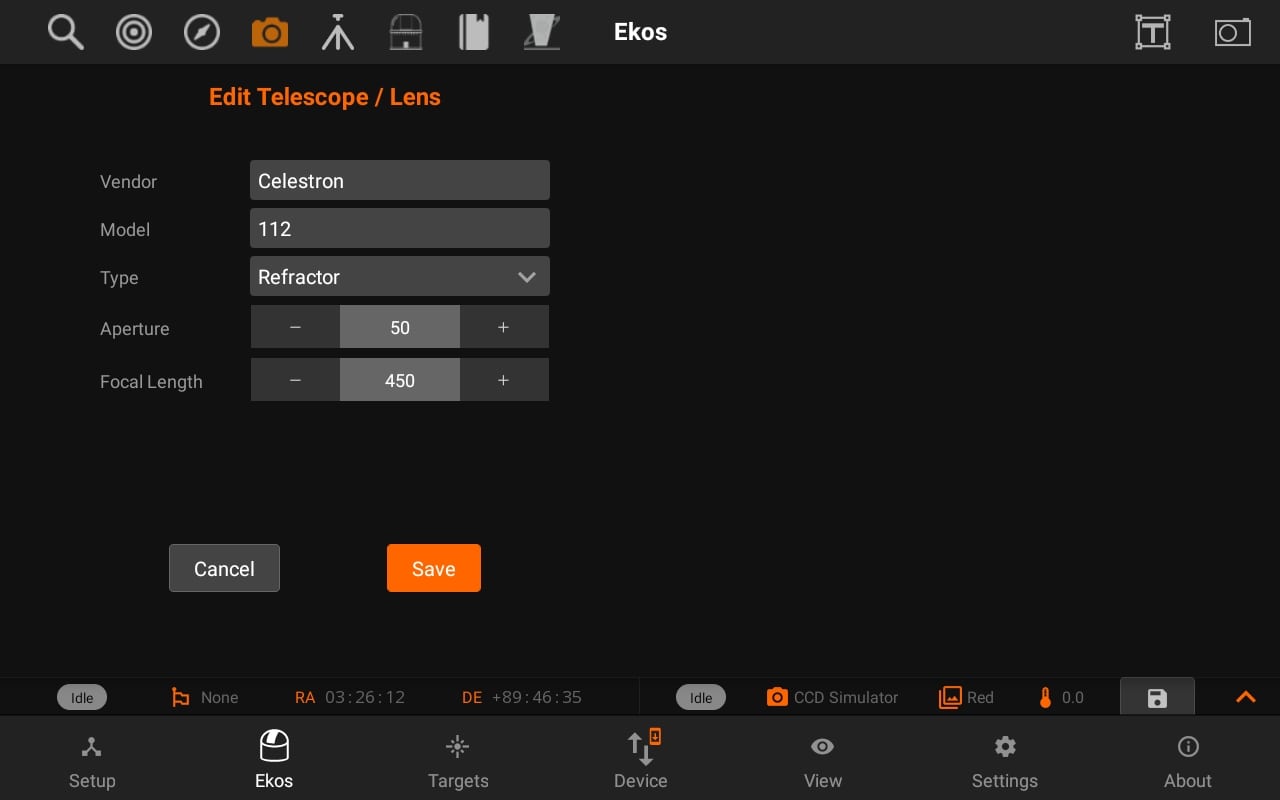 Ekos
Edit Telescope / Lens
Vendor Celestron
Model 112
Type Refractor
Aperture − 50 +
Focal Length − 450 +
Cancel Save
Idle None RA 03:26:12 DE +89:46:35 Idle CCD Simulator Red 0.0
Setup Ekos Targets Device View Settings About